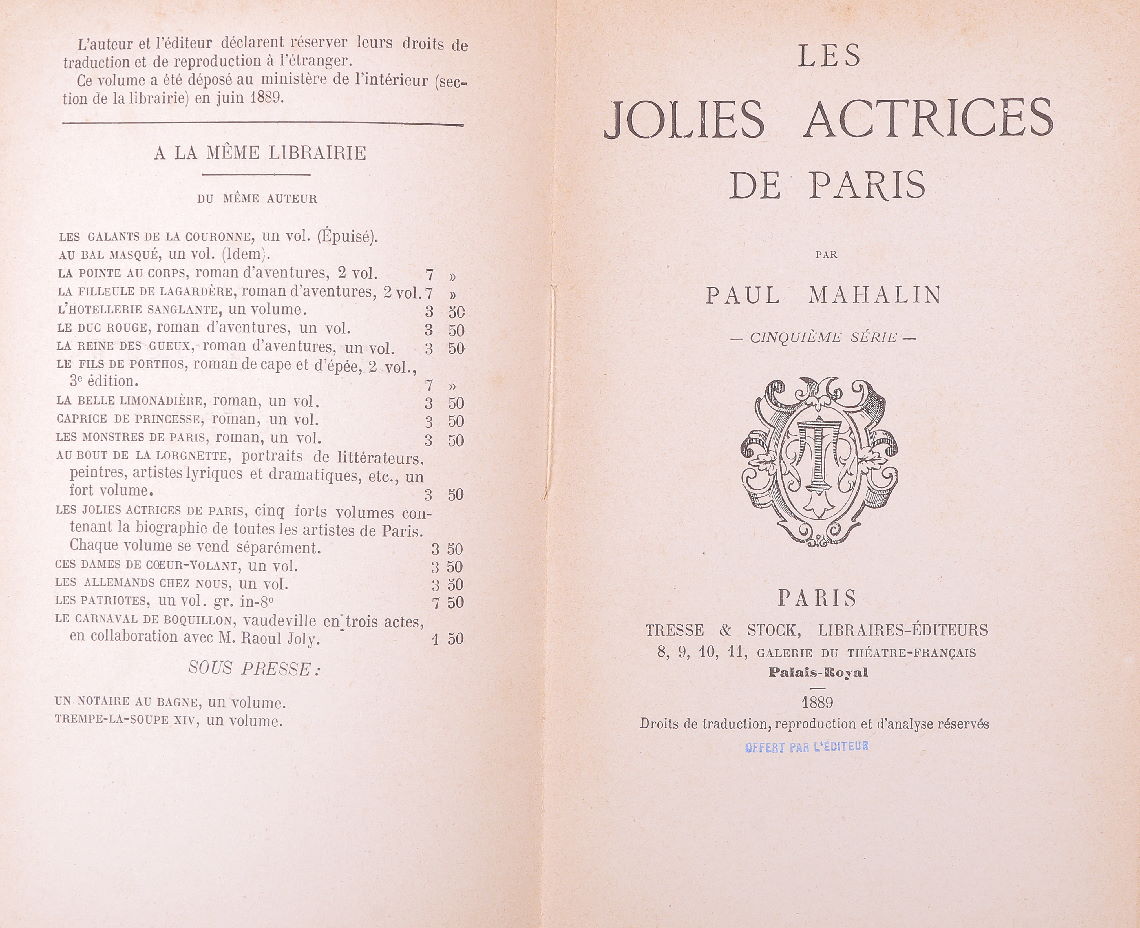 L'auteur et l'éditeur déclarent réserver leurs droits de
traduction et de reproduction à l'étranger.
Ce volume a été déposé au ministère de l'intérieur (sec-
tion de la librairie) en juin 1889.
A LA MÊME LIBRAIRIE
DU MÊME AUTEUR
LES GALANTS DE LA COURONNE, un vol. (Épuisé).
AU BAL MASQUÉ, un vol. (Idem).
LA POINTE AU CORPS, roman d'aventures, 2 vol. 7 »
LA FILLEULE DE LAGARDÈRE, roman d'aventures, 2 vol. 7 »
L'HOTELLERIE SANGLANTE, un volume. 3 50
LE DUC ROUGE, roman d'aventures, un vol. 3 50
LA REINE DES GUEUX, roman d'aventures, un vol. 3 50
LE FILS DE PORTHOS, roman de cape et d'épée, 2 vol.,
3e édition. 7 »
LA BELLE LIMONADIÈRE, roman, un vol. 3 50
CAPRICE DE PRINCESSE, roman, un vol. 3 50
LES MONSTRES DE PARIS, roman, un vol. 3 50
AU BOUT DE LA LORGNETTE, portraits de littérateurs,
peintres, artistes lyriques et dramatiques, etc., un
fort volume. 3 50
LES JOLIES ACTRICES DE PARIS, cinq forts volumes con-
tenant la biographie de toutes les artistes de Paris.
Chaque volume se vend séparément. 3 50
CES DAMES DE CŒUR-VOLANT, un vol. 3 50
LES ALLEMANDS CHEZ NOUS, un vol. 3 50
LES PATRIOTES, un vol. gr. in-8º 7 50
LE CARNAVAL DE BOQUILLON, vaudeville en trois actes,
en collaboration avec M. Raoul Joly. 1 50
SOUS PRESSE :
UN NOTAIRE AU BAGNE, un volume.
TREMPE-LA-SOUPE XIV, un volume.
LES
JOLIES ACTRICES
DE PARIS
PAR
PAUL MAHALIN
— CINQUIÈME SÉRIE —
PARIS
TRESSE & STOCK, LIBRAIRES-ÉDITEURS
8, 9, 10, 11, GALERIE DU THÉATRE-FRANÇAIS
Palais-Royal
1889
Droits de traduction, reproduction et d'analyse réservés
OFFERT PAR L'ÉDITEUR